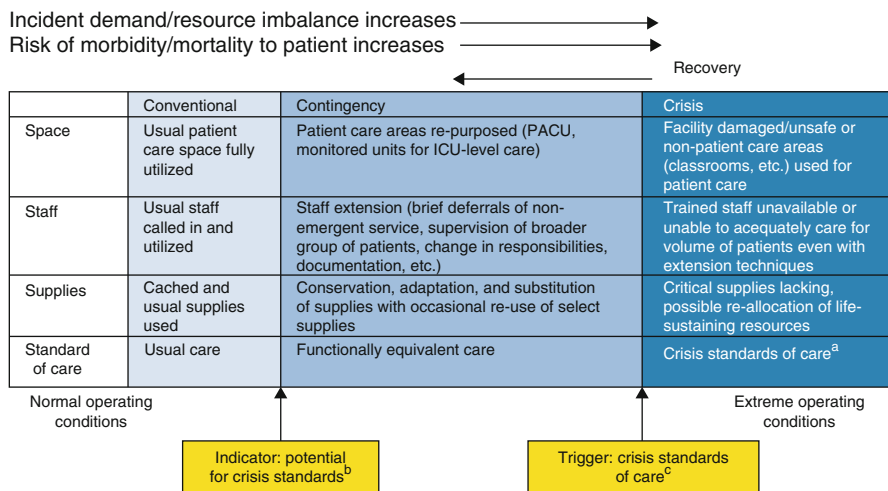 Incident demand/resource imbalance increases
Risk of morbidity/mortality to patient increases
Recovery
Conventional
Contingency
Crisis
Space
Usual patient
care space fully
utilized
Patient care areas re-purposed (PACU,
monitored units for ICU-level care)
Facility damaged/unsafe or
non-patient care areas
(classrooms, etc.) used for
patient care
Staff
Usual staff
called in and
utilized
Staff extension (brief deferrals of non-
emergent service, supervision of broader
group of patients, change in responsibilities,
documentation, etc.)
Trained staff unavailable or
unable to acequately care for
volume of patients even with
extension techniques
Supplies
Cached and
usual supplies
used
Conservation, adaptation, and substitution
of supplies with occasional re-use of select
supplies
Critical supplies lacking,
possible re-allocation of life-
sustaining resources
Standard
of care
Usual care
Functionally equivalent care
Crisis standards of care^a
Normal operating
conditions
Extreme operating
conditions
Indicator: potential
for crisis standards^b
Trigger: crisis standards
of care^c